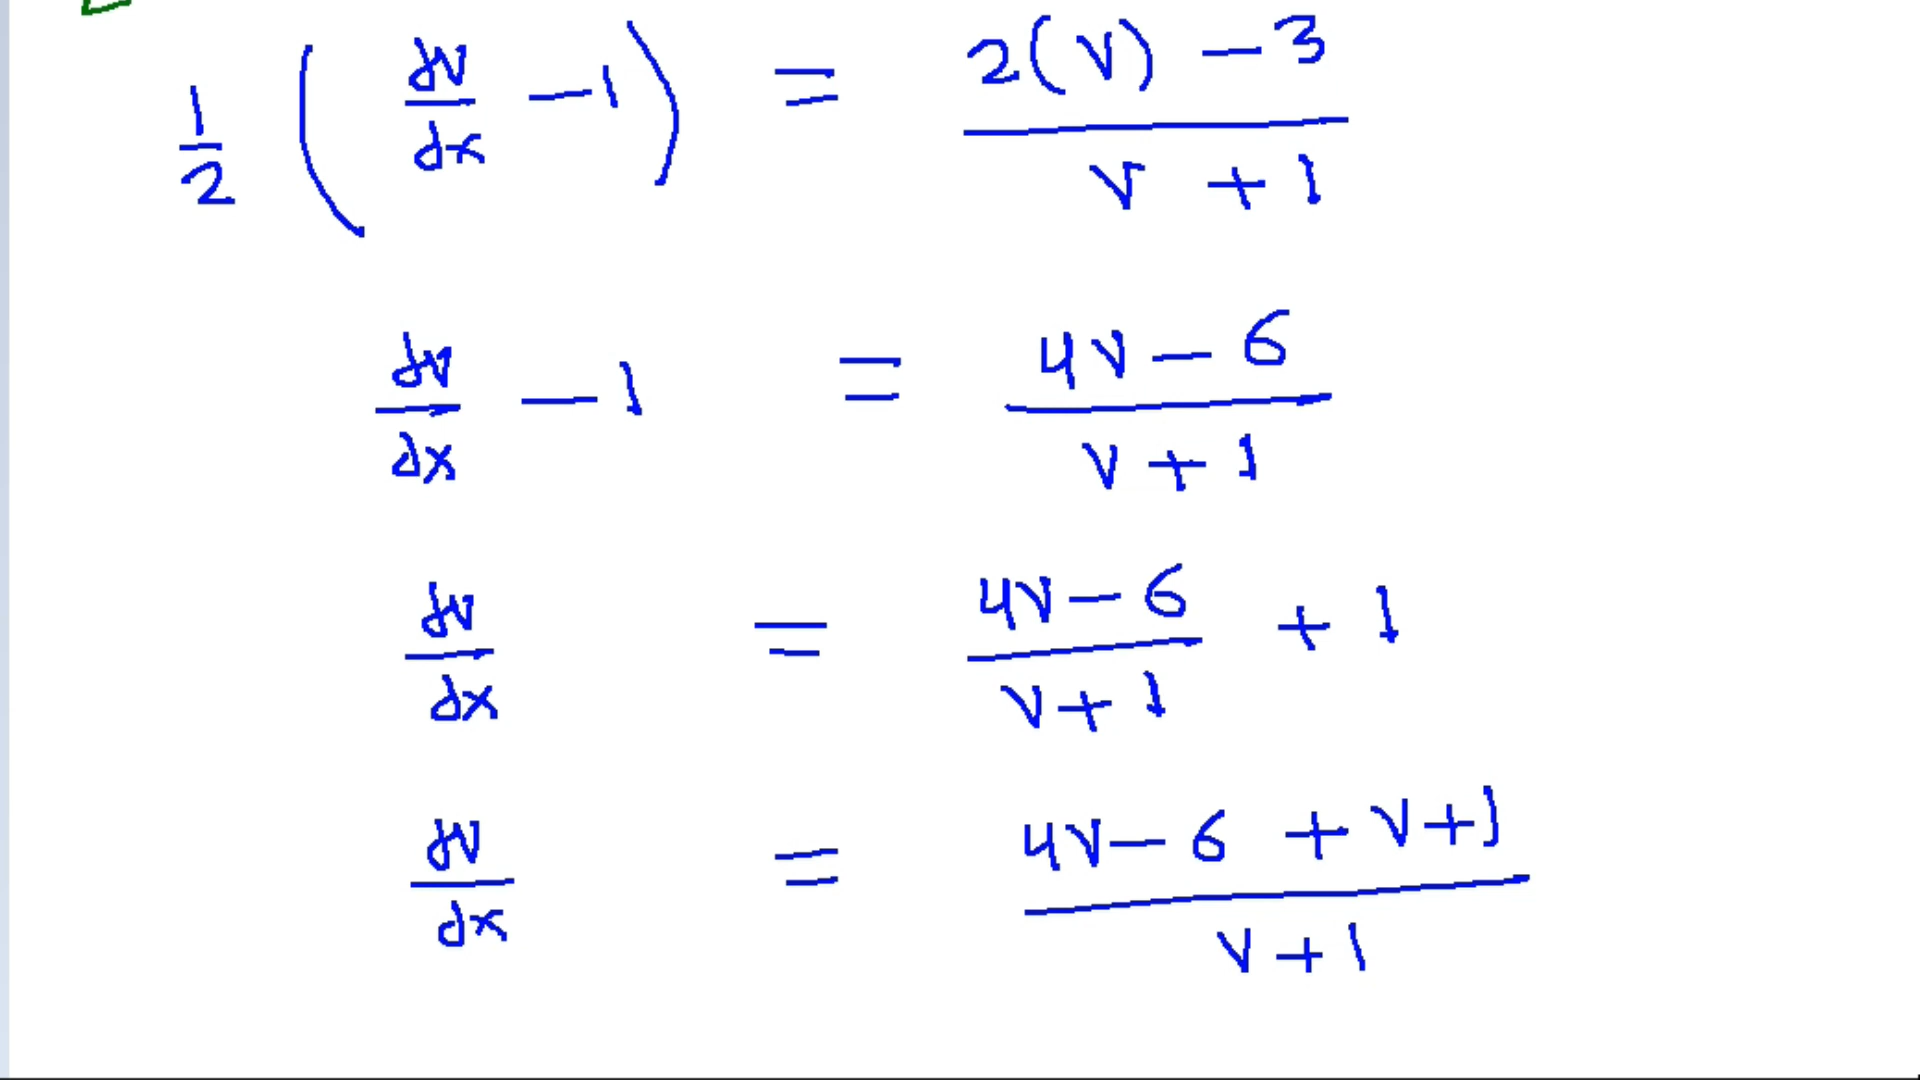 1/2 ( dv/dx - 1 ) = (2(v) - 3)/(v + 1)
dv/dx - 1 = (4v - 6)/(v + 1)
dv/dx = (4v - 6)/(v + 1) + 1
dv/dx = (4v - 6 + v + 1)/(v + 1)